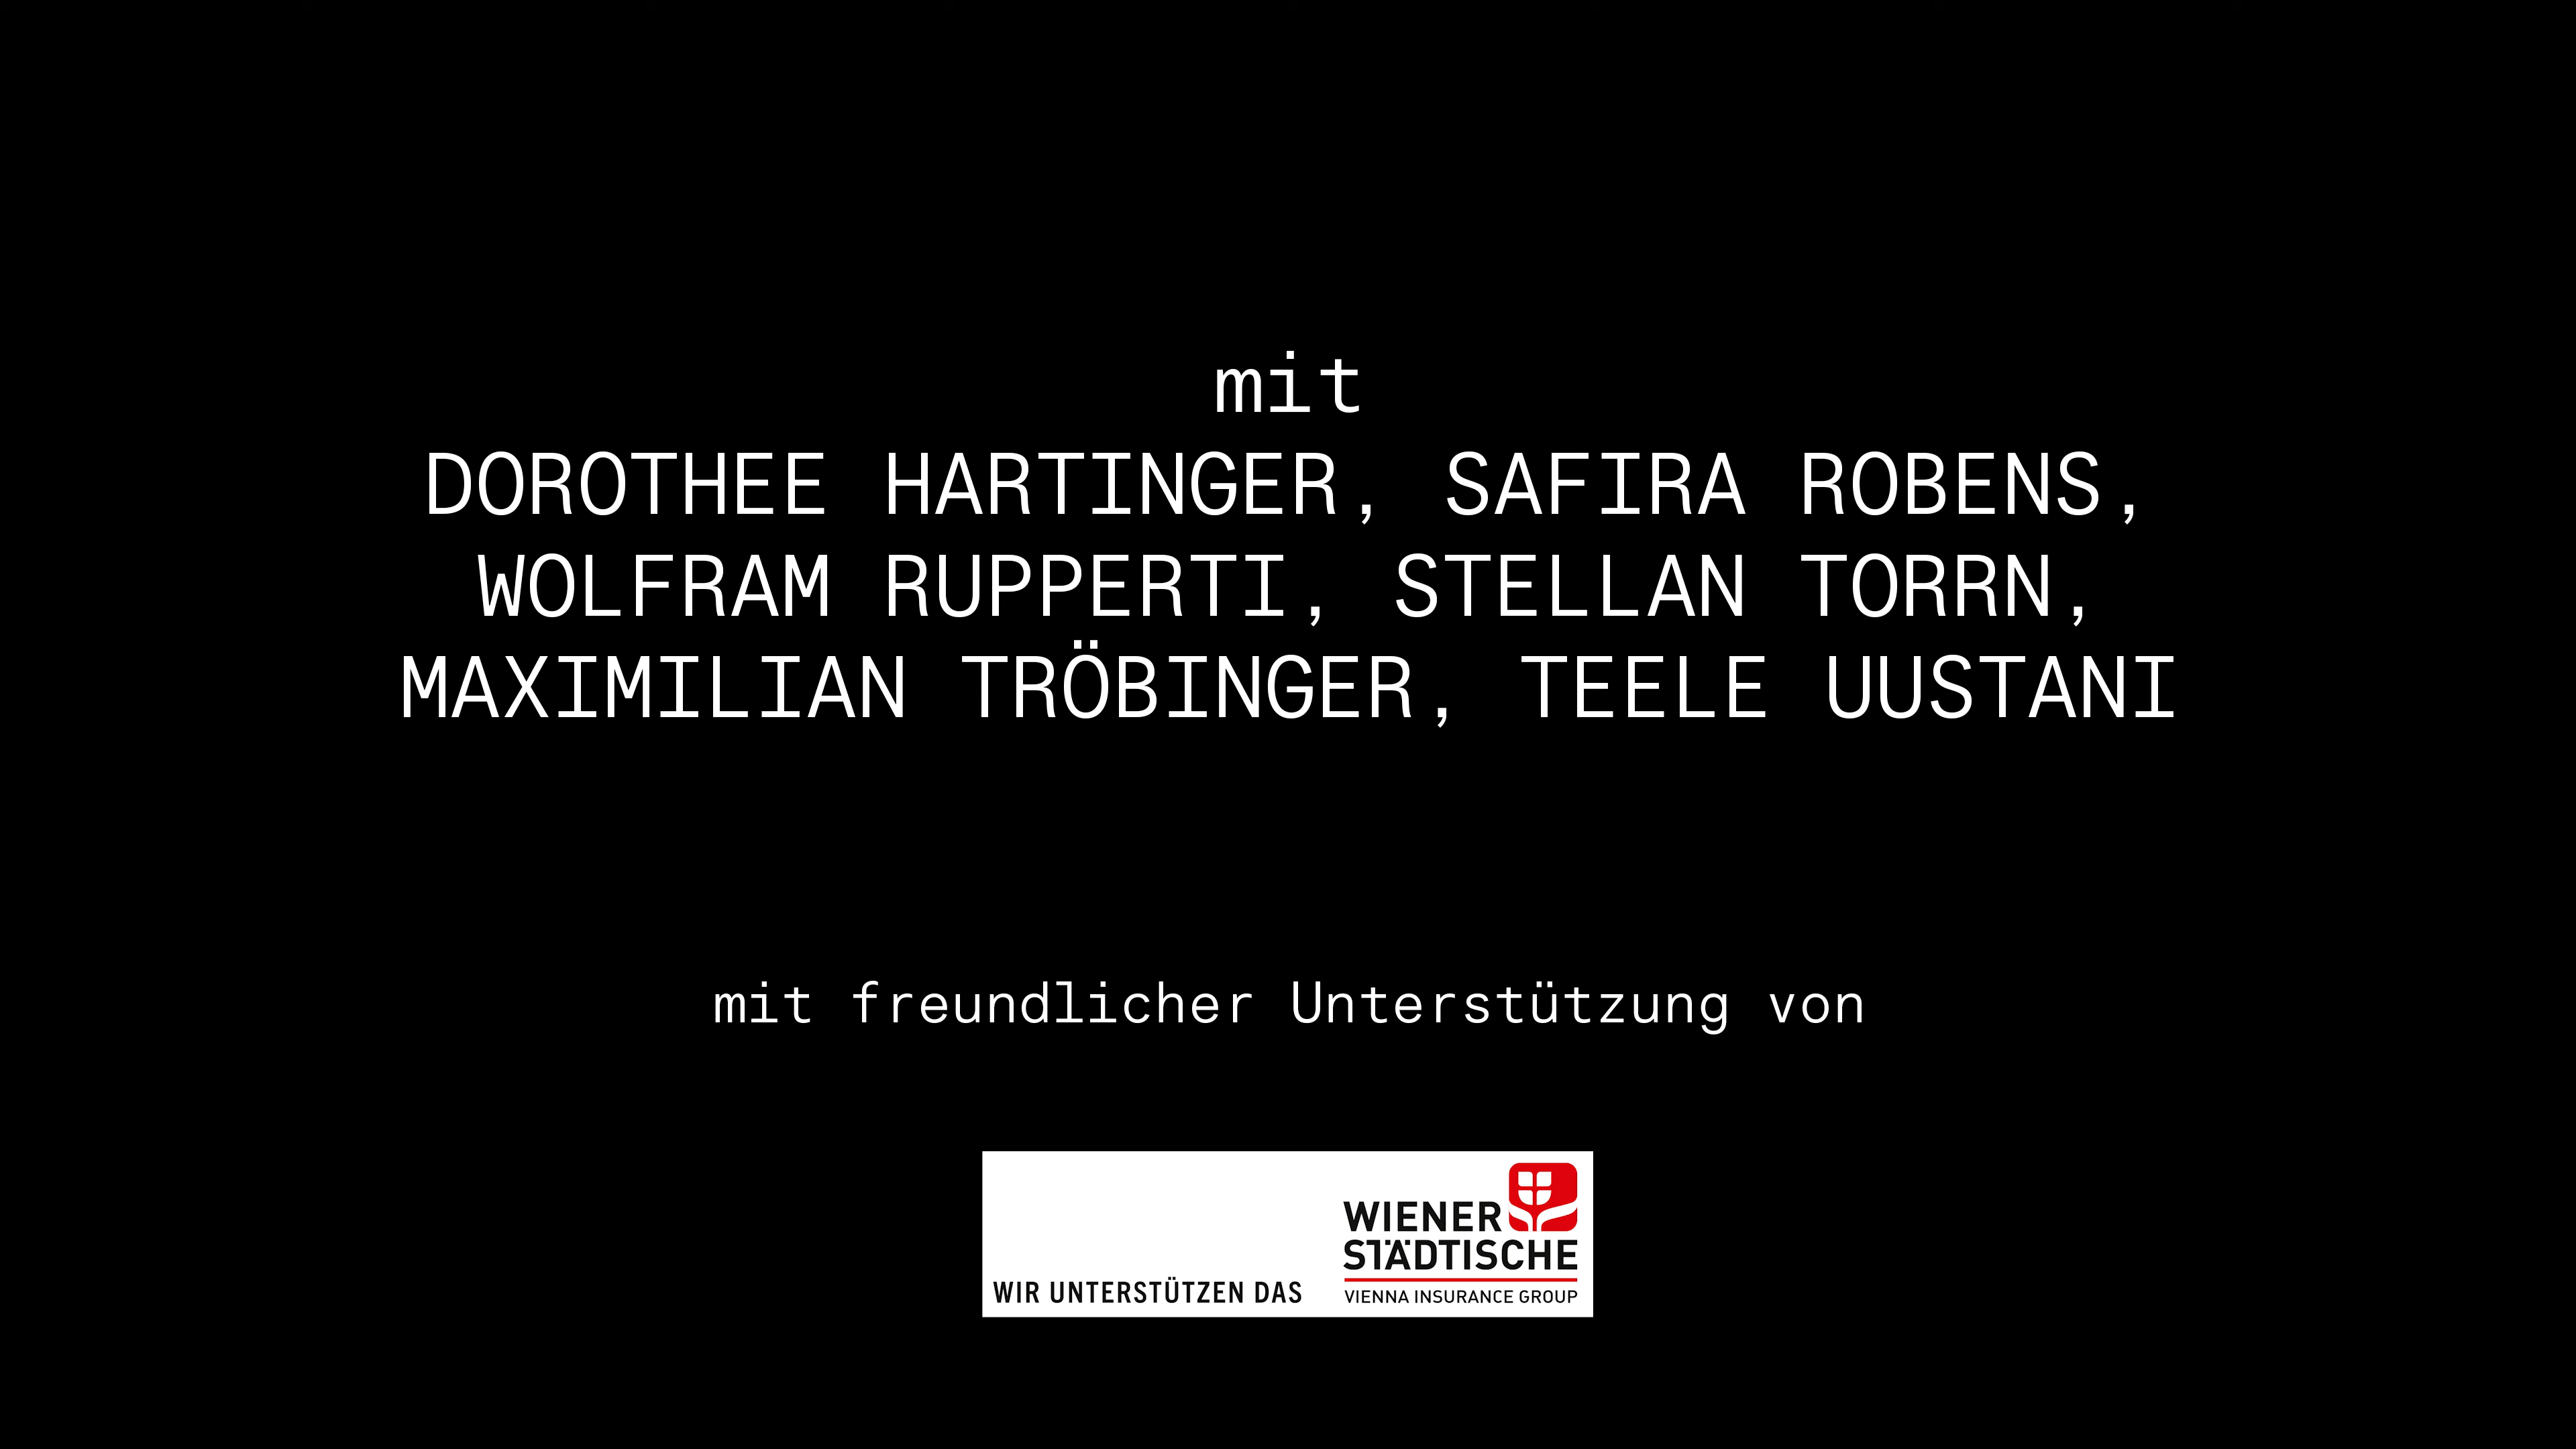 mit
DOROTHEE HARTINGER, SAFIRA ROBENS,
WOLFRAM RUPPERTI, STELLAN TORRN,
MAXIMILIAN TRÖBINGER, TEELE UUSTANI
mit freundlicher Unterstützung von
WIENER
STÄDTISCHE
WIR UNTERSTÜTZEN DAS
VIENNA INSURANCE GROUP